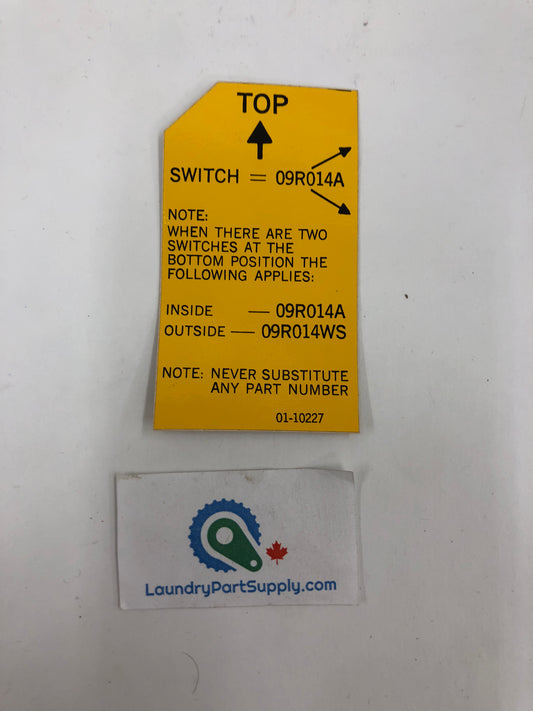 TOP
SWITCH = 09R014A
NOTE:
WHEN THERE ARE TWO
SWITCHES AT THE
BOTTOM POSITION THE
FOLLOWING APPLIES:
INSIDE — 09R014A
OUTSIDE — 09R014WS
NOTE: NEVER SUBSTITUTE
ANY PART NUMBER
01-10227
LaundryPartSupply.com